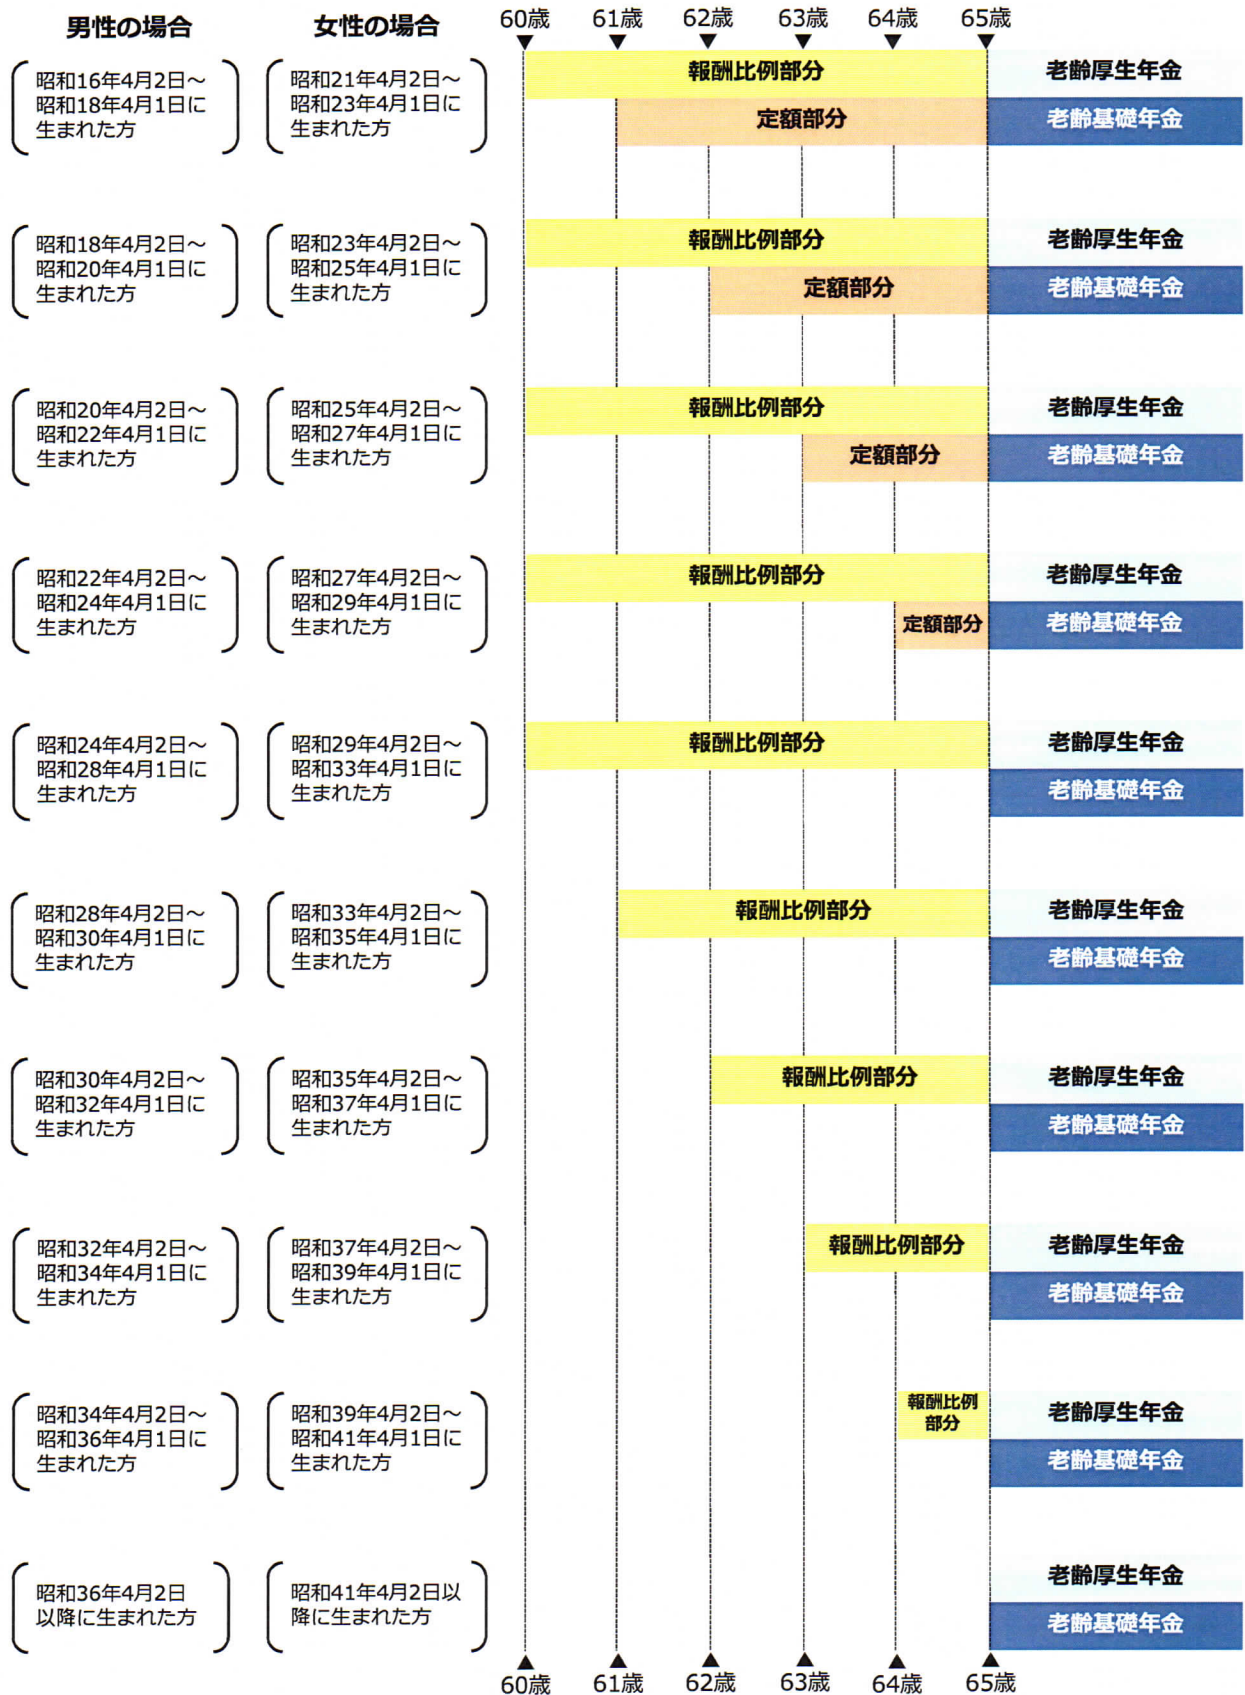 男性の場合
女性の場合
60歳 61歳 62歳 63歳 64歳 65歳
昭和16年4月2日～
昭和18年4月1日に
生まれた方
昭和21年4月2日～
昭和23年4月1日に
生まれた方
報酬比例部分
老齢厚生年金
定額部分
老齢基礎年金
昭和18年4月2日～
昭和20年4月1日に
生まれた方
昭和23年4月2日～
昭和25年4月1日に
生まれた方
報酬比例部分
老齢厚生年金
定額部分
老齢基礎年金
昭和20年4月2日～
昭和22年4月1日に
生まれた方
昭和25年4月2日～
昭和27年4月1日に
生まれた方
報酬比例部分
老齢厚生年金
定額部分
老齢基礎年金
昭和22年4月2日～
昭和24年4月1日に
生まれた方
昭和27年4月2日～
昭和29年4月1日に
生まれた方
報酬比例部分
老齢厚生年金
定額部分
老齢基礎年金
昭和24年4月2日～
昭和28年4月1日に
生まれた方
昭和29年4月2日～
昭和33年4月1日に
生まれた方
報酬比例部分
老齢厚生年金
老齢基礎年金
昭和28年4月2日～
昭和30年4月1日に
生まれた方
昭和33年4月2日～
昭和35年4月1日に
生まれた方
報酬比例部分
老齢厚生年金
老齢基礎年金
昭和30年4月2日～
昭和32年4月1日に
生まれた方
昭和35年4月2日～
昭和37年4月1日に
生まれた方
報酬比例部分
老齢厚生年金
老齢基礎年金
昭和32年4月2日～
昭和34年4月1日に
生まれた方
昭和37年4月2日～
昭和39年4月1日に
生まれた方
報酬比例部分
老齢厚生年金
老齢基礎年金
昭和34年4月2日～
昭和36年4月1日に
生まれた方
昭和39年4月2日～
昭和41年4月1日に
生まれた方
報酬比例
部分
老齢厚生年金
老齢基礎年金
昭和36年4月2日
以降に生まれた方
昭和41年4月2日以
降に生まれた方
老齢厚生年金
老齢基礎年金
60歳 61歳 62歳 63歳 64歳 65歳